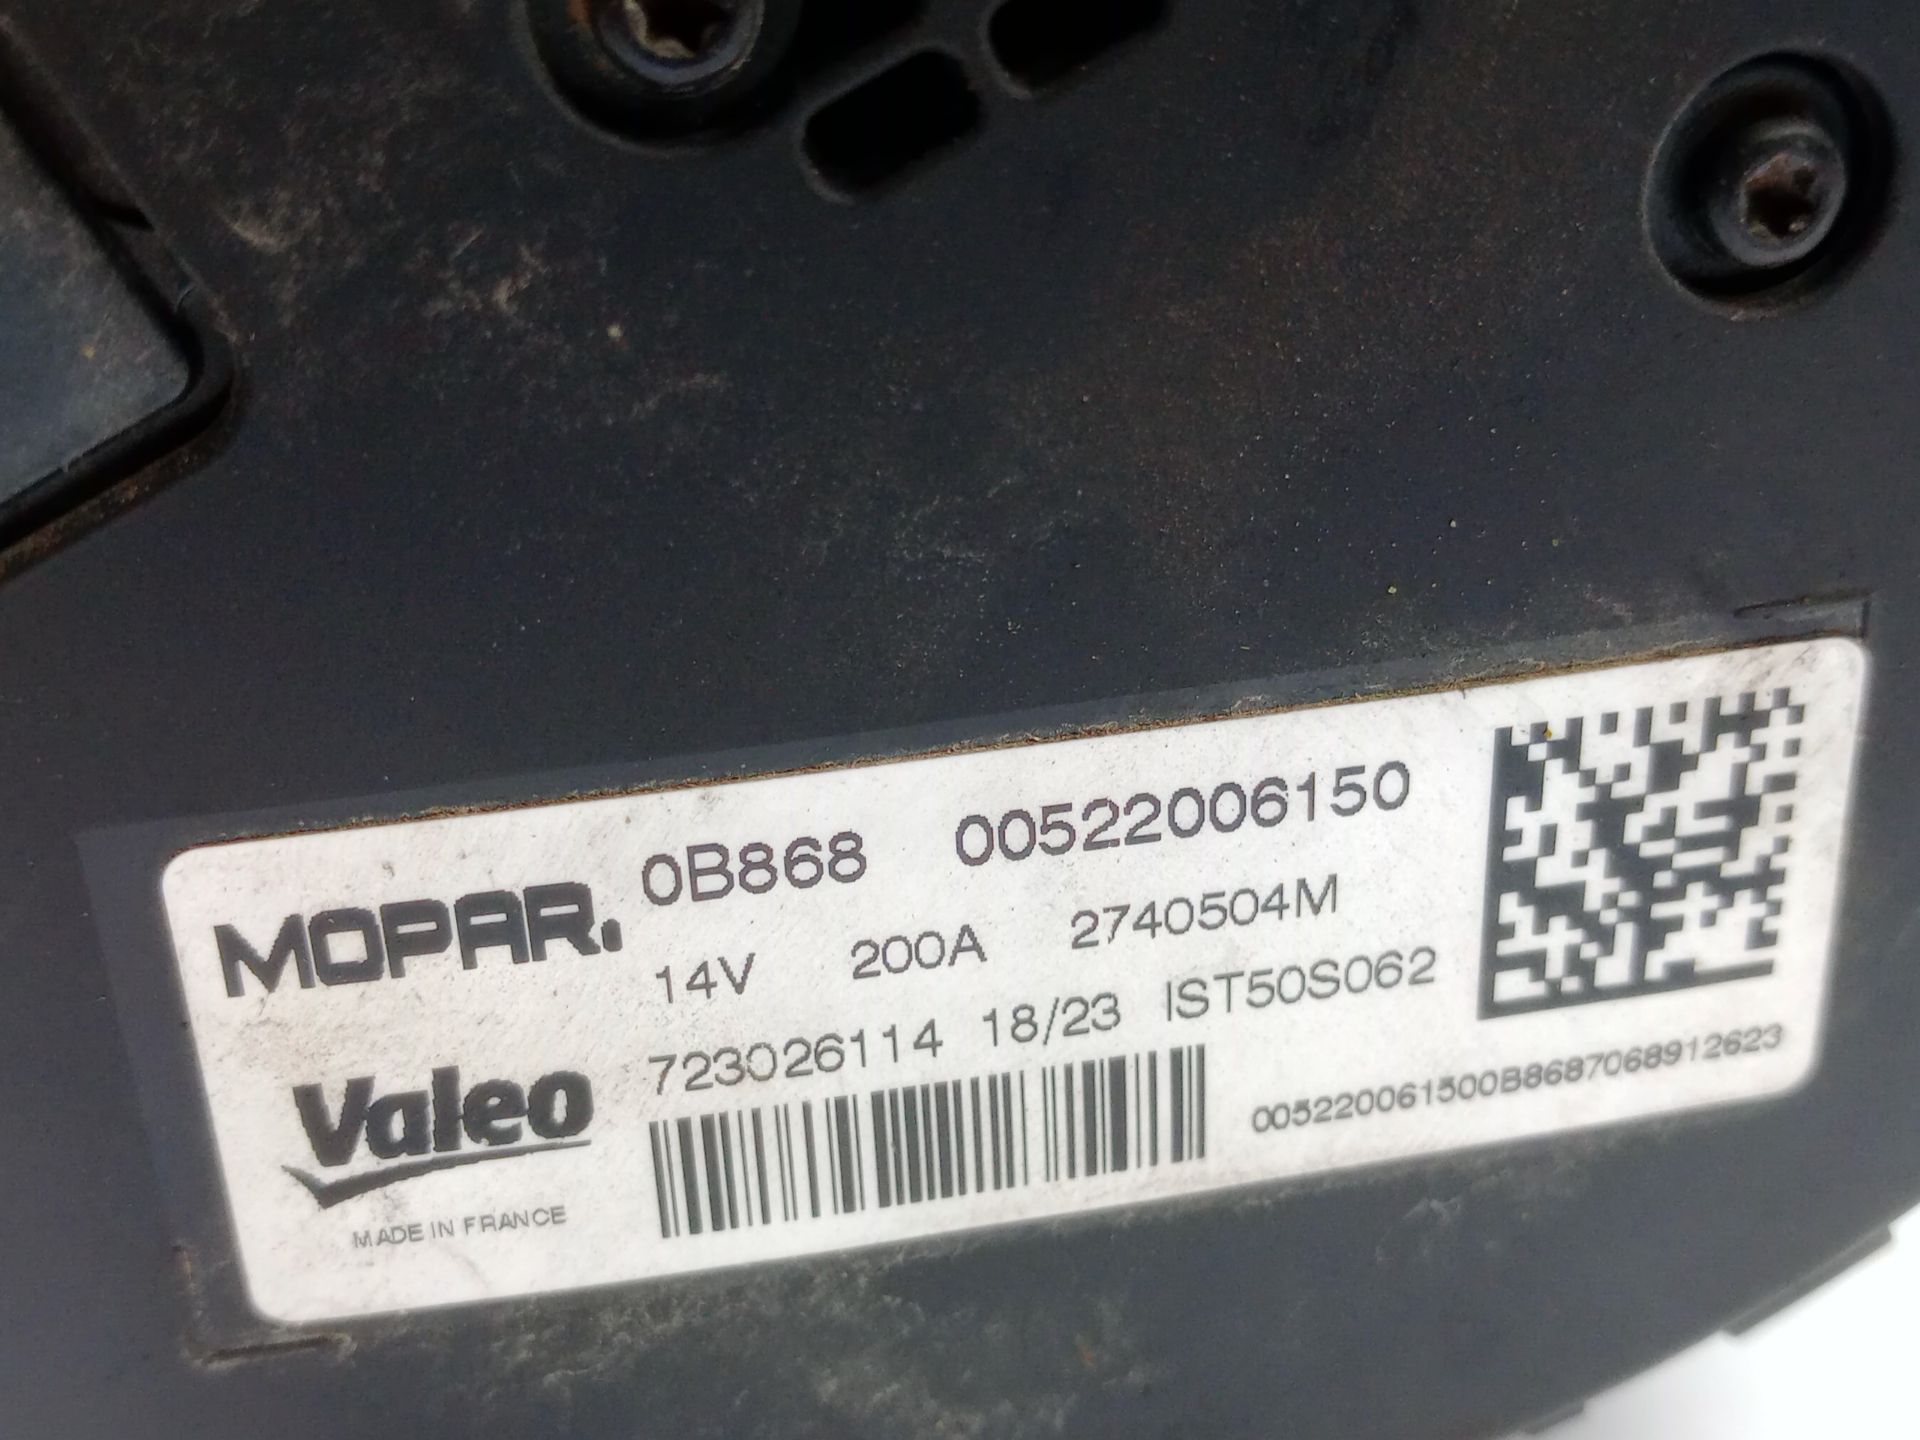 MOPAR. 0B868 00522006150
14V 200A 2740504M
Valeo 723026114 18/23 IST50S062
005220061500B8687068912623
MADE IN FRANCE